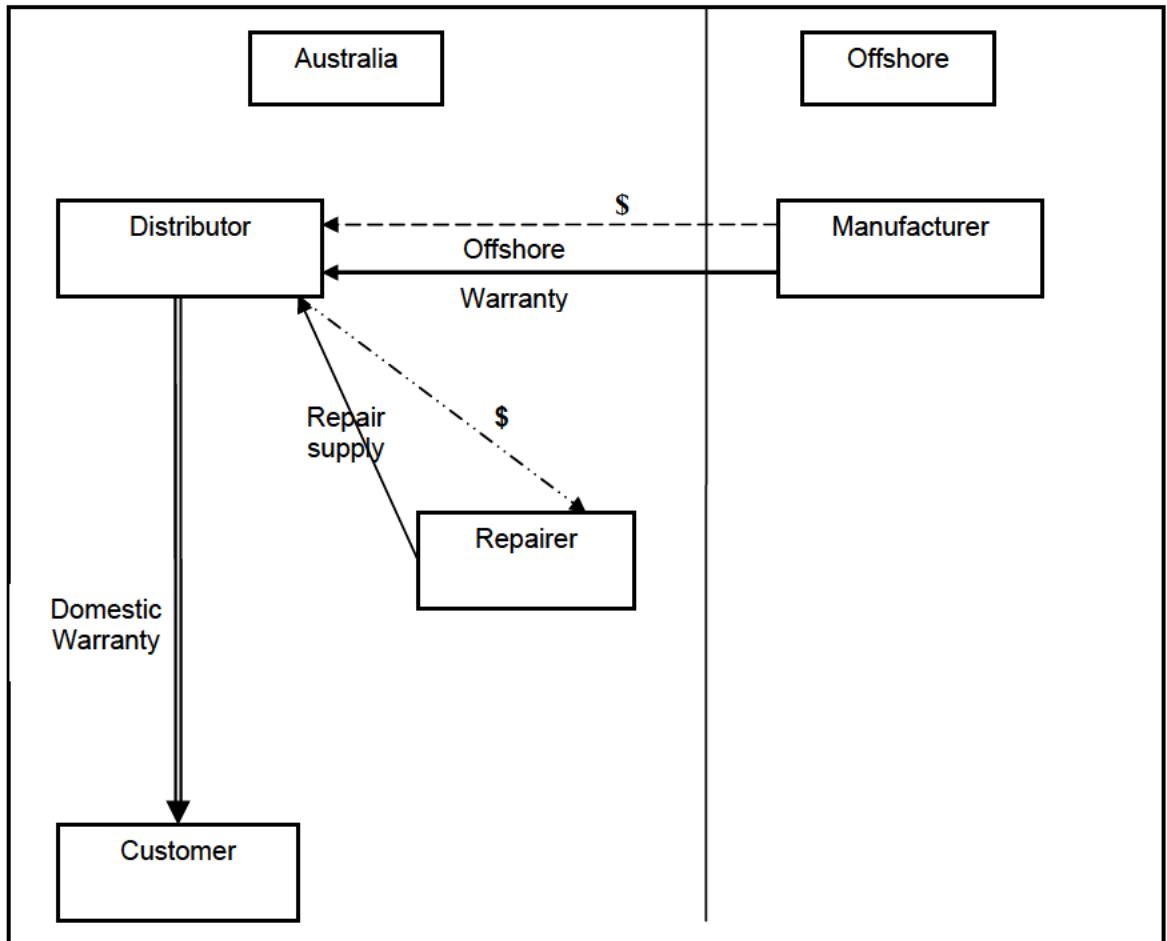 Australia
Offshore
Distributor
$
Manufacturer
Offshore
Warranty
Repair
supply
$
Repairer
Domestic
Warranty
Customer